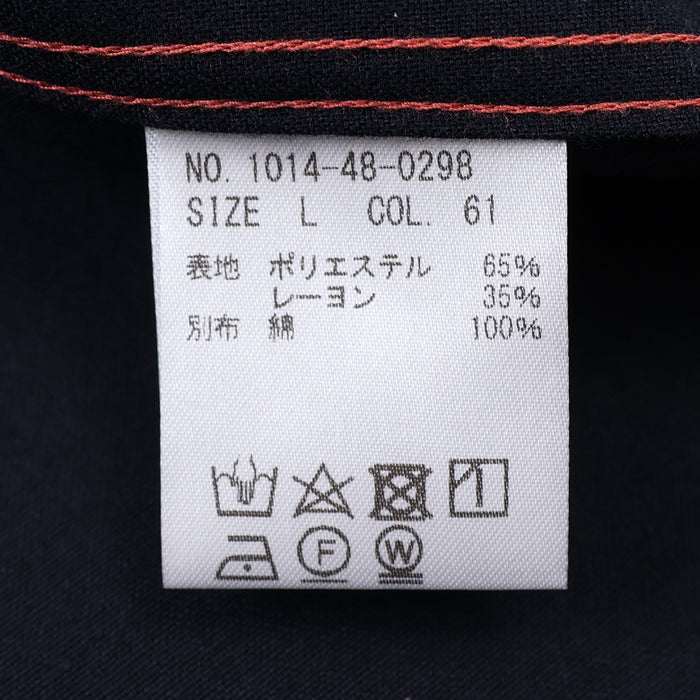 NO. 1014-48-0298
SIZE L COL. 61
表地 ポリエステル 65%
レーヨン 35%
別布 綿 100%
F W